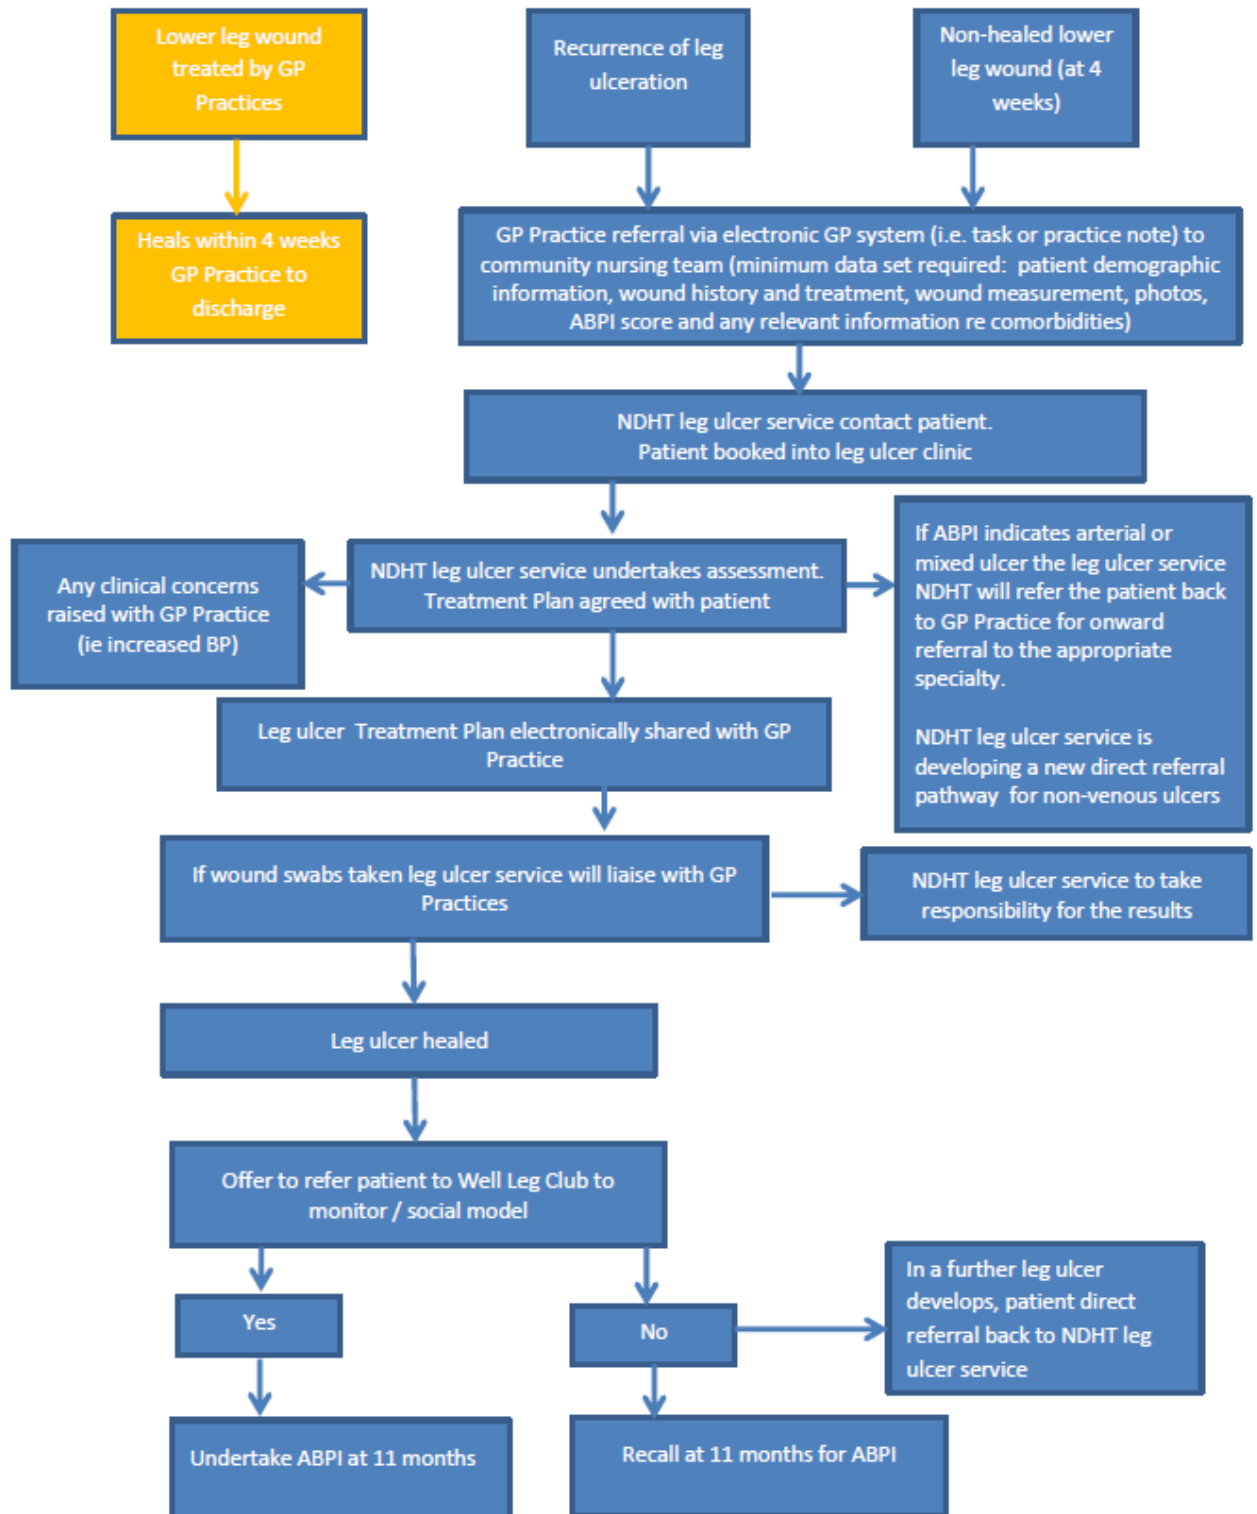 Lower leg wound
treated by GP
Practices
Recurrence of leg
ulceration
Non-healed lower
leg wound (at 4
weeks)
Heals within 4 weeks
GP Practice to
discharge
GP Practice referral via electronic GP system (i.e. task or practice note) to
community nursing team (minimum data set required:  patient demographic
information, wound history and treatment, wound measurement, photos,
ABPI score and any relevant information re comorbidities)
NDHT leg ulcer service contact patient.
Patient booked into leg ulcer clinic
Any clinical concerns
raised with GP Practice
(ie increased BP)
NDHT leg ulcer service undertakes assessment.
Treatment Plan agreed with patient
If ABPI indicates arterial or
mixed ulcer the leg ulcer service
NDHT will refer the patient back
to GP Practice for onward
referral to the appropriate
specialty.
NDHT leg ulcer service is
developing a new direct referral
pathway  for non-venous ulcers
Leg ulcer  Treatment Plan electronically shared with GP
Practice
If wound swabs taken leg ulcer service will liaise with GP
Practices
NDHT leg ulcer service to take
responsibility for the results
Leg ulcer healed
Offer to refer patient to Well Leg Club to
monitor / social model
Yes
No
In a further leg ulcer
develops, patient direct
referral back to NDHT leg
ulcer service
Undertake ABPI at 11 months
Recall at 11 months for ABPI